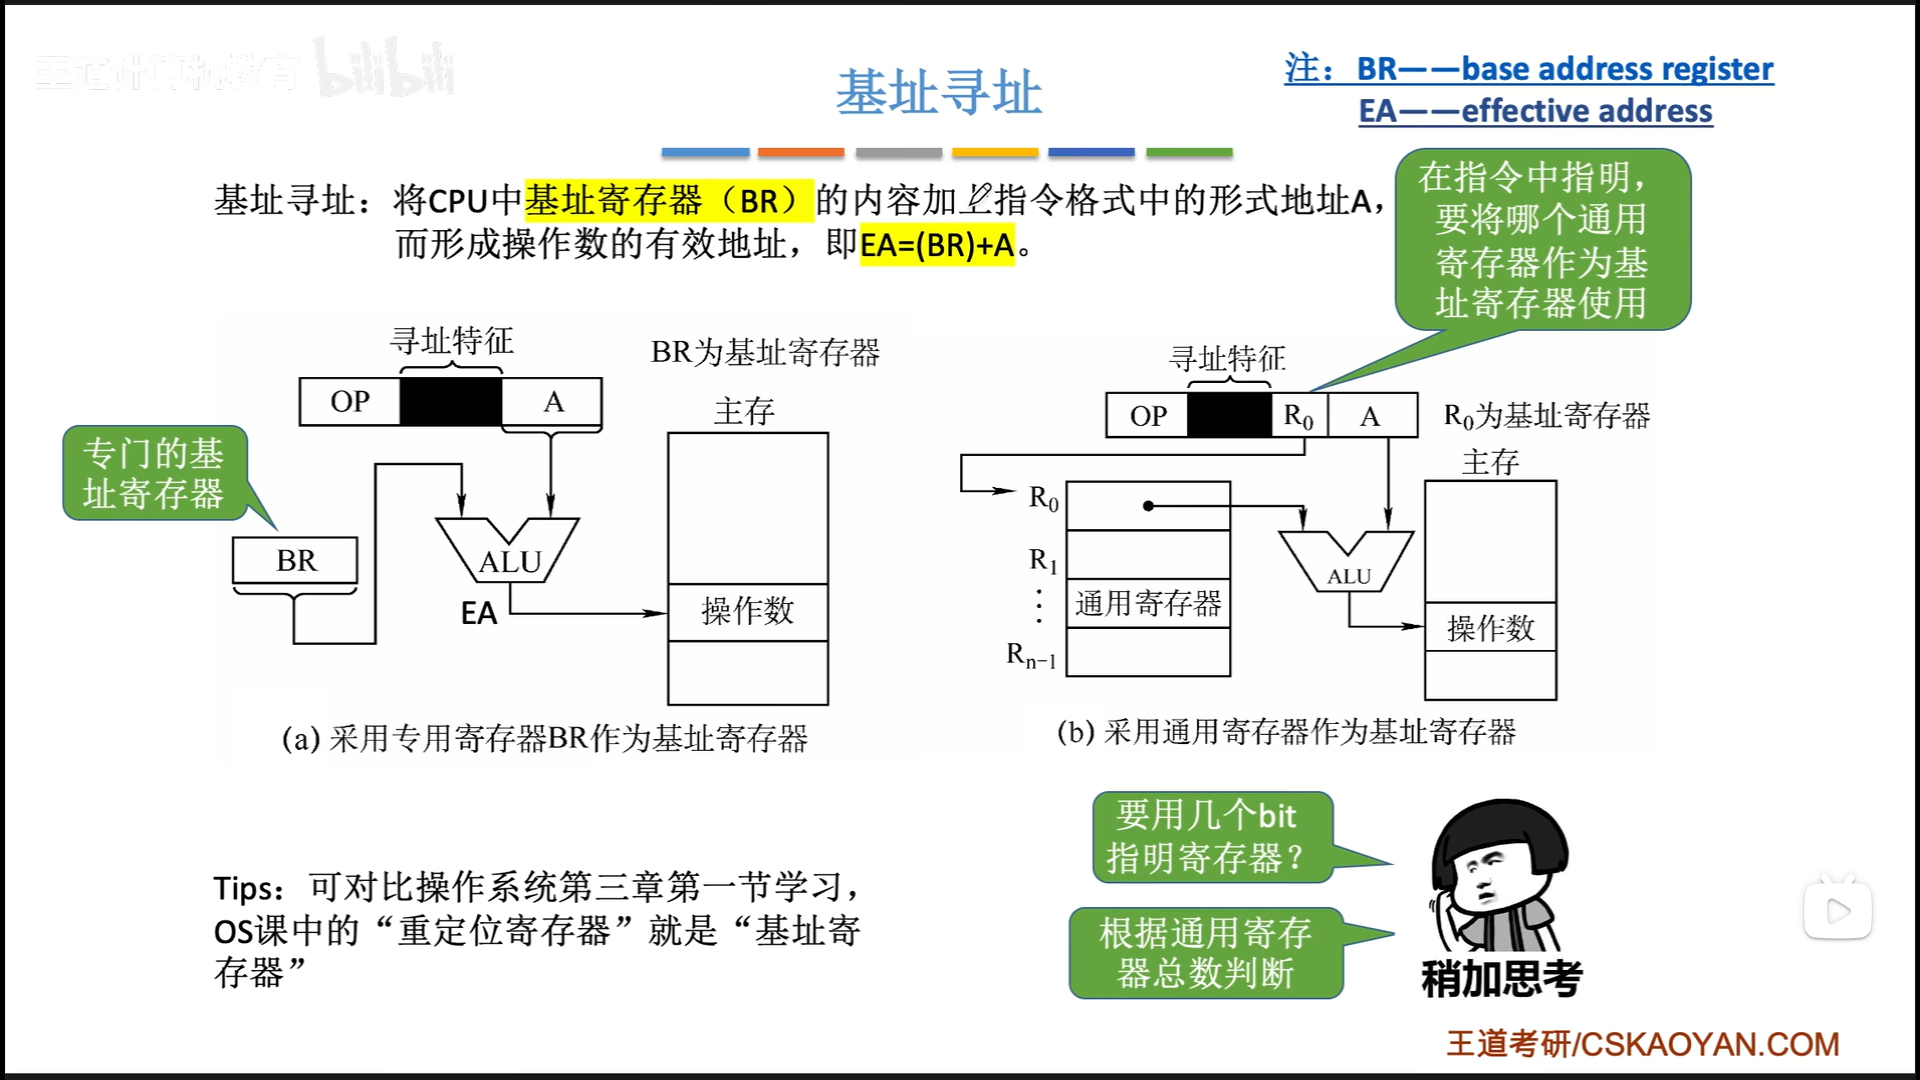 王道计算机教育 bilibili
基址寻址
注：BR——base address register
EA——effective address
基址寻址：将CPU中基址寄存器（BR）的内容加上指令格式中的形式地址A，
而形成操作数的有效地址，即EA=(BR)+A。
在指令中指明，
要将哪个通用
寄存器作为基
址寄存器使用
寻址特征
BR为基址寄存器
OP
A
主存
专门的基
址寄存器
BR
ALU
EA
操作数
(a) 采用专用寄存器BR作为基址寄存器
寻址特征
OP
R0
A
R0为基址寄存器
主存
R0
R1
⋮
通用寄存器
Rn-1
ALU
操作数
(b) 采用通用寄存器作为基址寄存器
要用几个bit
指明寄存器？
根据通用寄存
器总数判断
稍加思考
Tips：可对比操作系统第三章第一节学习，
OS课中的“重定位寄存器”就是“基址寄
存器”
王道考研/CSKAOYAN.COM